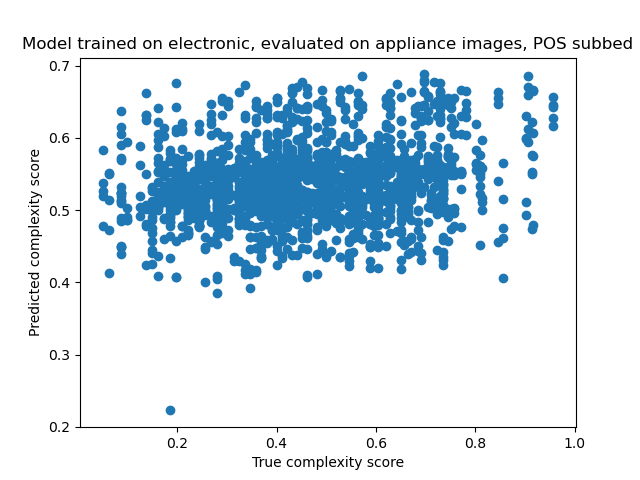 Model trained on electronic, evaluated on appliance images, POS subbed
0.7
0.6
0.5
0.4
0.3
0.2
Predicted complexity score
0.2 0.4 0.6 0.8 1.0
True complexity score